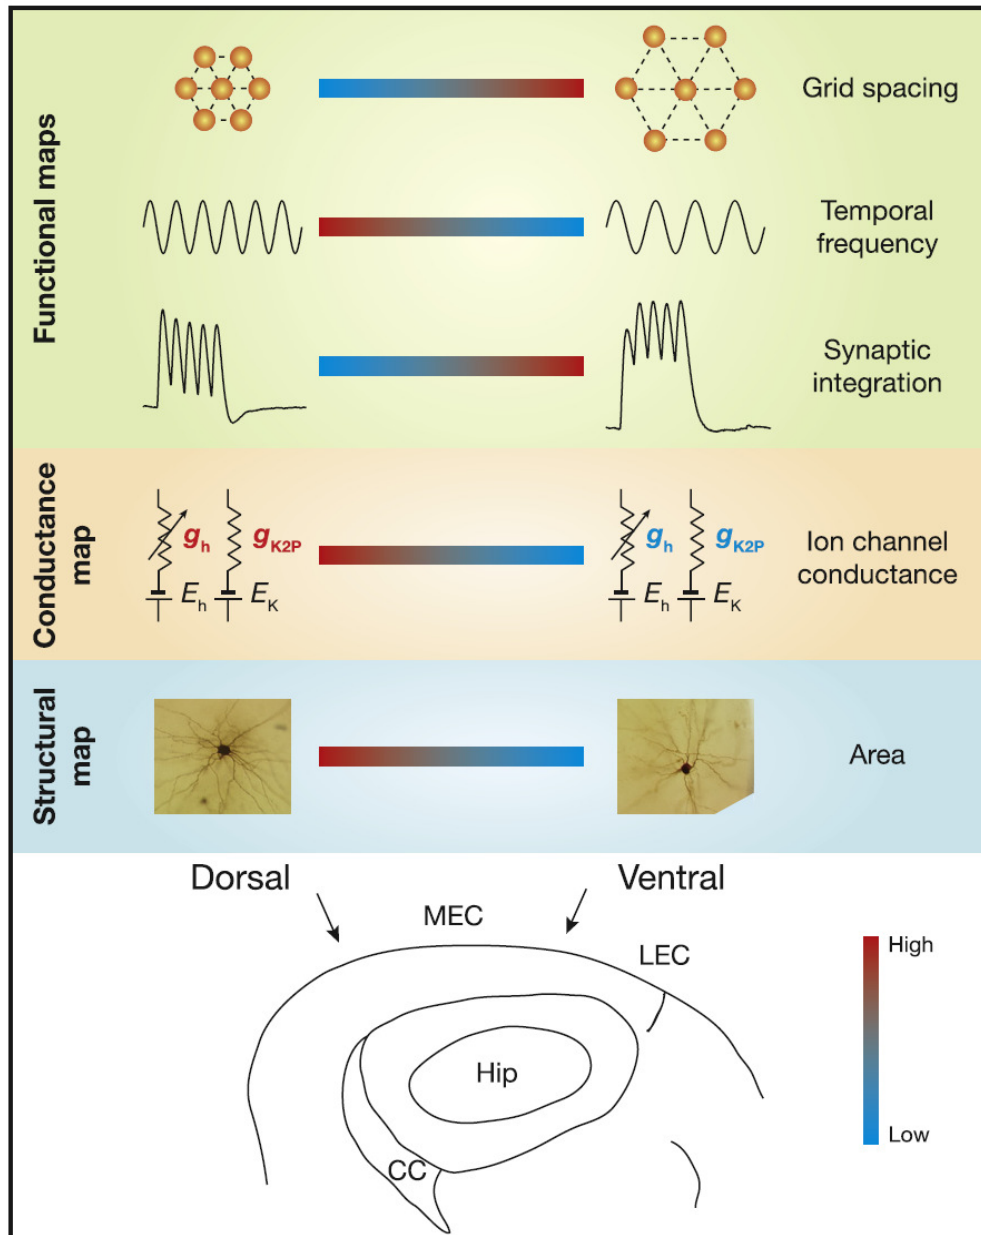 Functional maps
Grid spacing
Temporal
frequency
Synaptic
integration
Conductance
map
gh
gK2P
Eh
EK
gh
gK2P
Eh
EK
Ion channel
conductance
Structural
map
Area
Dorsal
Ventral
MEC
LEC
Hip
CC
High
Low